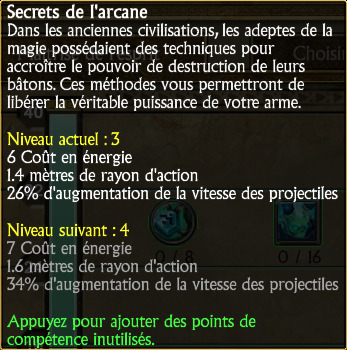 Secrets de l'arcane
Dans les anciennes civilisations, les adeptes de la
magie possédaient des techniques pour
accroître le pouvoir de destruction de leurs
bâtons. Ces méthodes vous permettront de
libérer la véritable puissance de votre arme.
Niveau actuel : 3
6 Coût en énergie
1.4 mètres de rayon d'action
26% d'augmentation de la vitesse des projectiles
Niveau suivant : 4
7 Coût en énergie
1.6 mètres de rayon d'action
34% d'augmentation de la vitesse des projectiles
0 / 8
0 / 16
Appuyez pour ajouter des points de
compétence inutilisés.